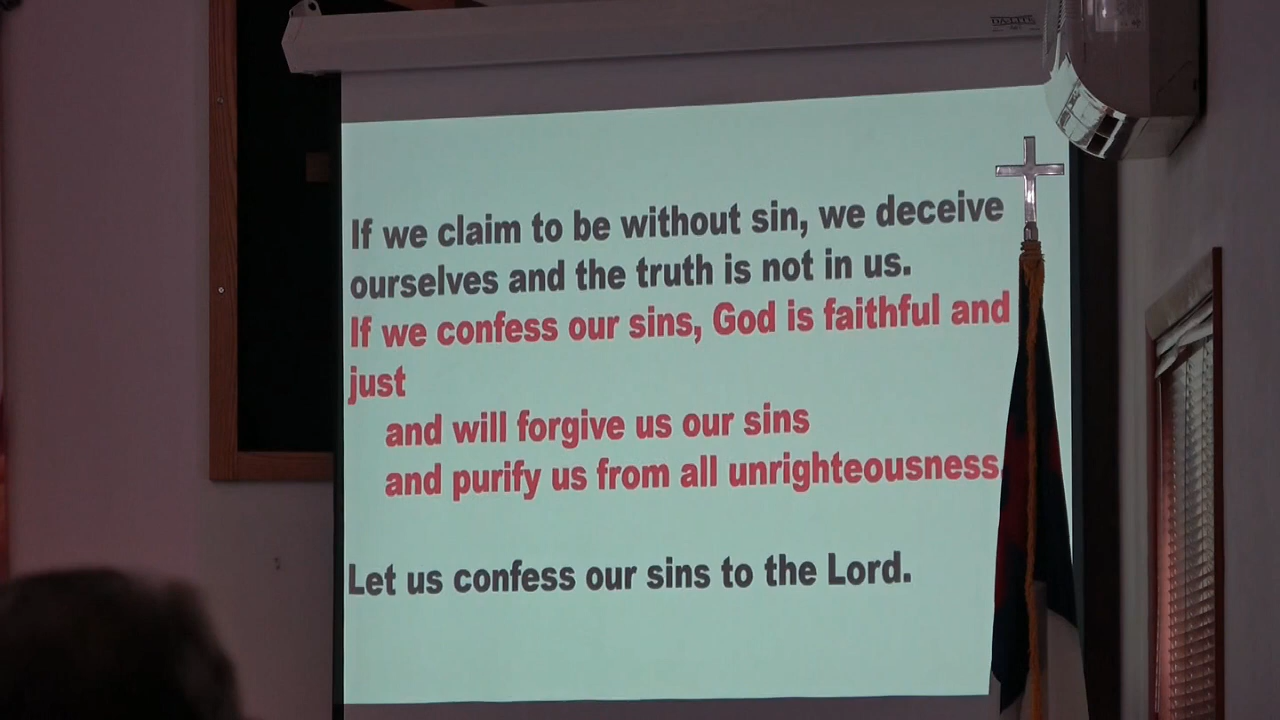 DA-LITE
If we claim to be without sin, we deceive
ourselves and the truth is not in us.
If we confess our sins, God is faithful and
just
and will forgive us our sins
and purify us from all unrighteousness
Let us confess our sins to the Lord.